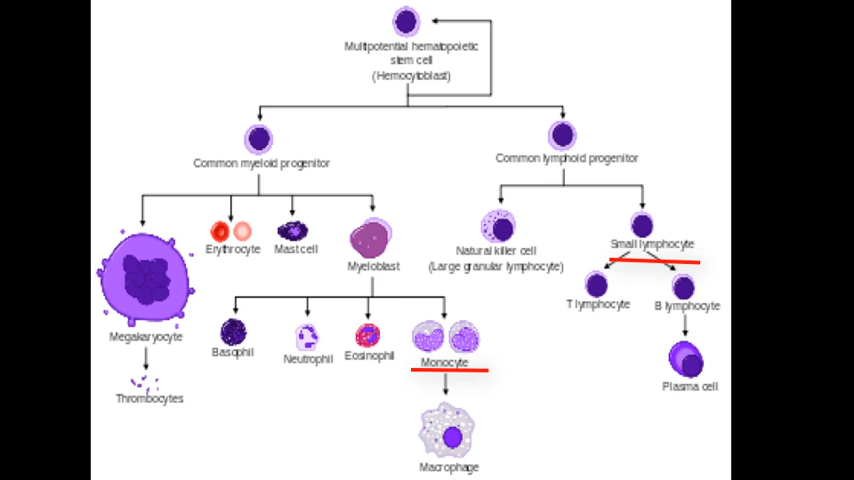 Multipotential hematopoietic
stem cell
(Hemocytoblast)
Common myeloid progenitor
Common lymphoid progenitor
Erythrocyte
Mast cell
Myeloblast
Natural killer cell
(Large granular lymphocyte)
Small lymphocyte
T lymphocyte
B lymphocyte
Megakaryocyte
Basophil
Neutrophil
Eosinophil
Monocyte
Plasma cell
Thrombocytes
Macrophage